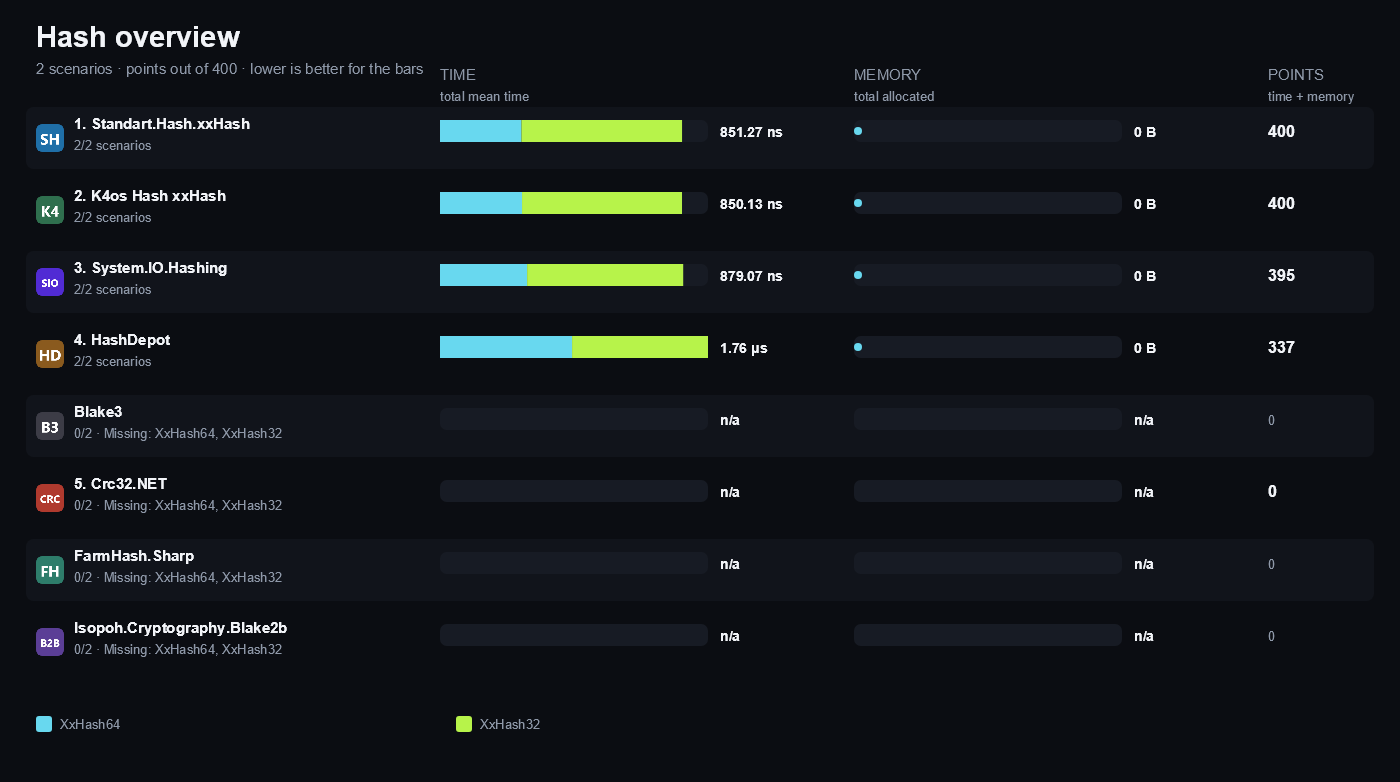 Hash overview
2 scenarios · points out of 400 · lower is better for the bars
TIME
total mean time
MEMORY
total allocated
POINTS
time + memory
SH
1. Standart.Hash.xxHash
2/2 scenarios
851.27 ns
0 B
400
K4
2. K4os Hash xxHash
2/2 scenarios
850.13 ns
0 B
400
SIO
3. System.IO.Hashing
2/2 scenarios
879.07 ns
0 B
395
HD
4. HashDepot
2/2 scenarios
1.76 µs
0 B
337
B3
Blake3
0/2 · Missing: XxHash64, XxHash32
n/a
n/a
0
CRC
5. Crc32.NET
0/2 · Missing: XxHash64, XxHash32
n/a
n/a
0
FH
FarmHash.Sharp
0/2 · Missing: XxHash64, XxHash32
n/a
n/a
0
B2B
Isopoh.Cryptography.Blake2b
0/2 · Missing: XxHash64, XxHash32
n/a
n/a
0
XxHash64
XxHash32